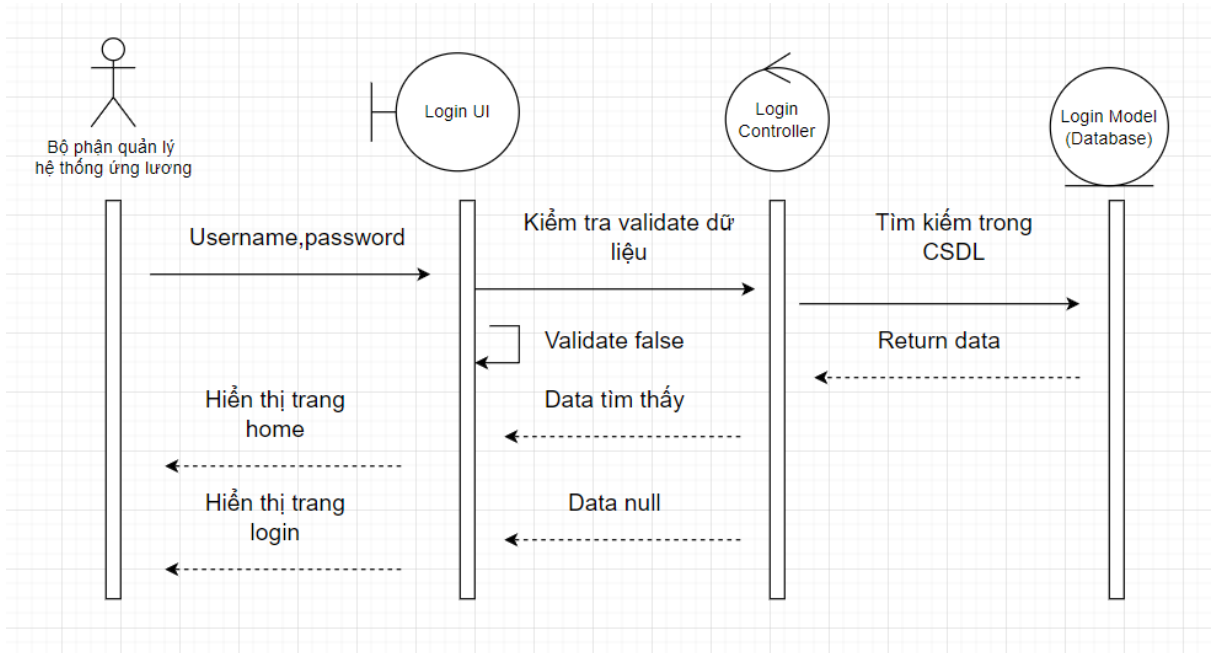 Bộ phận quản lý
hệ thống ứng lương
Login UI
Login
Controller
Login Model
(Database)
Username,password
Kiểm tra validate dữ
liệu
Tìm kiếm trong
CSDL
Validate false
Return data
Hiển thị trang
home
Data tìm thấy
Hiển thị trang
login
Data null